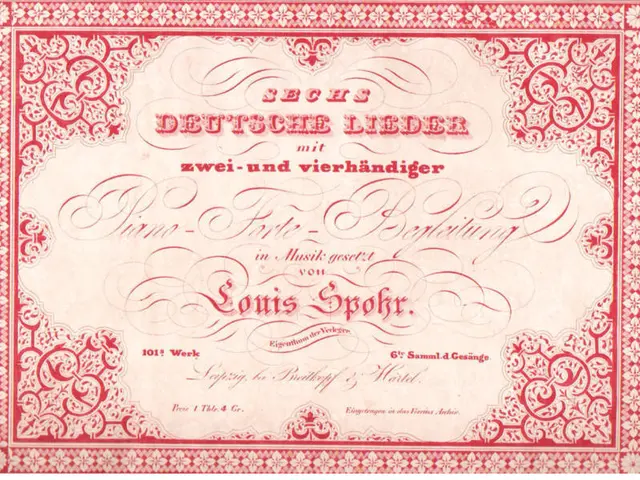 SECHS
DEUTSCHE LIEDER
mit
zwei- und vierhändiger
Piano-Forte-Begleitung
in Musik gesetzt
von
Louis Spohr.
Eigenthum der Verleger.
101s Werk
6te Samml. d. Gesänge
Leipzig, bei Breitkopf & Härtel.
Preis 1 Thlr. 4 Gr.
Eingetragen in das Vereins Archiv.